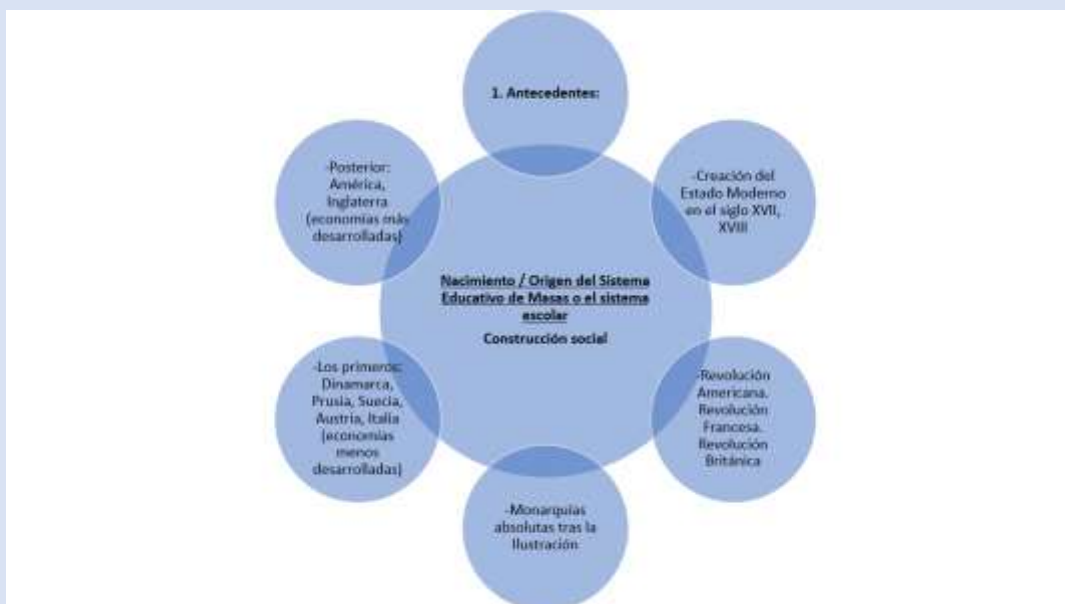 1. Antecedentes:
-Creación del
Estado Moderno
en el siglo XVII,
XVIII
-Revolución
Americana.
Revolución
Francesa.
Revolución
Británica
-Monarquías
absolutas tras la
Ilustración
-Los primeros:
Dinamarca,
Prusia, Suecia,
Austria, Italia
(economías
menos
desarrolladas)
-Posterior:
América,
Inglaterra
(economías más
desarrolladas)
Nacimiento / Origen del Sistema
Educativo de Masas o el sistema
escolar
Construcción social